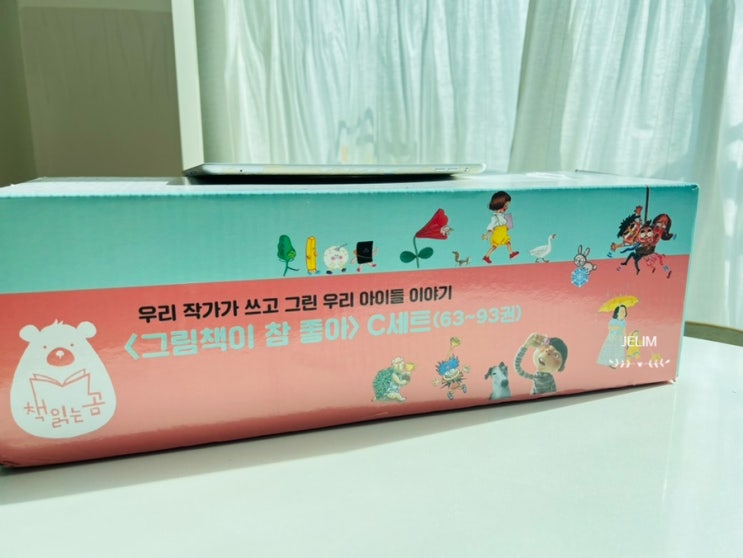 우리 작가가 쓰고 그린 우리 아이들 이야기
<그림책이 참 좋아> C세트(63~93권)
책 읽는 곰
JELIM